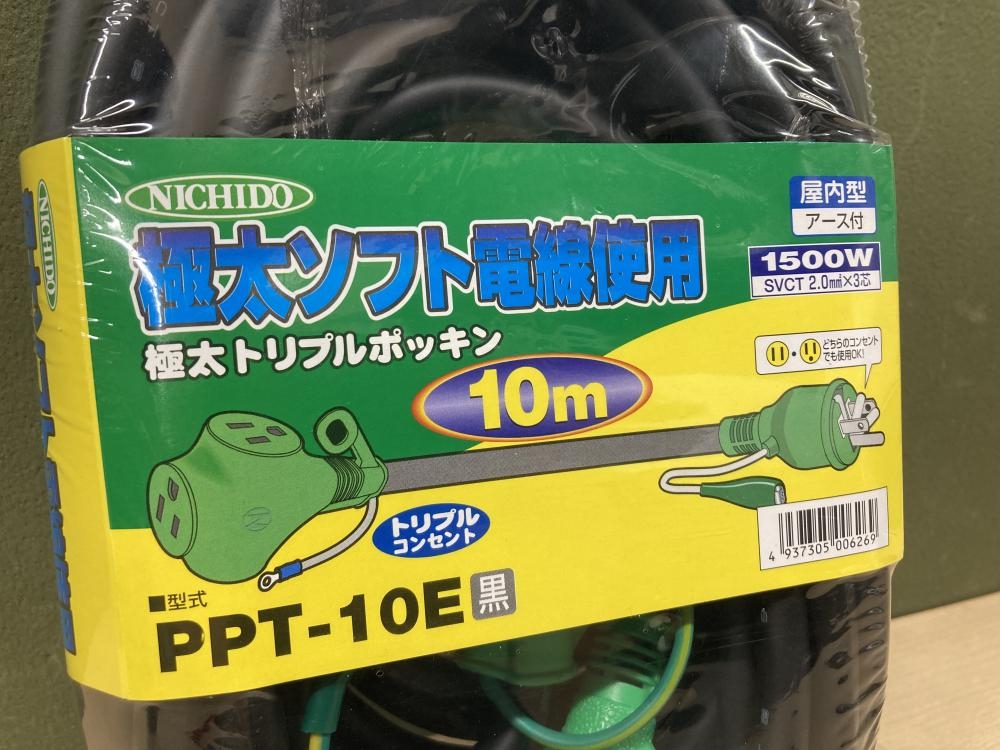 NICHIDO
極太ソフト電線使用
極太トリプルポッキン
10m
屋内型
アース付
1500W
SVCT 2.0m㎡×3芯
どちらのコンセント
でも使用OK!
トリプル
コンセント
4 937305 006269
■型式
PPT-10E 黒
NICHIDO